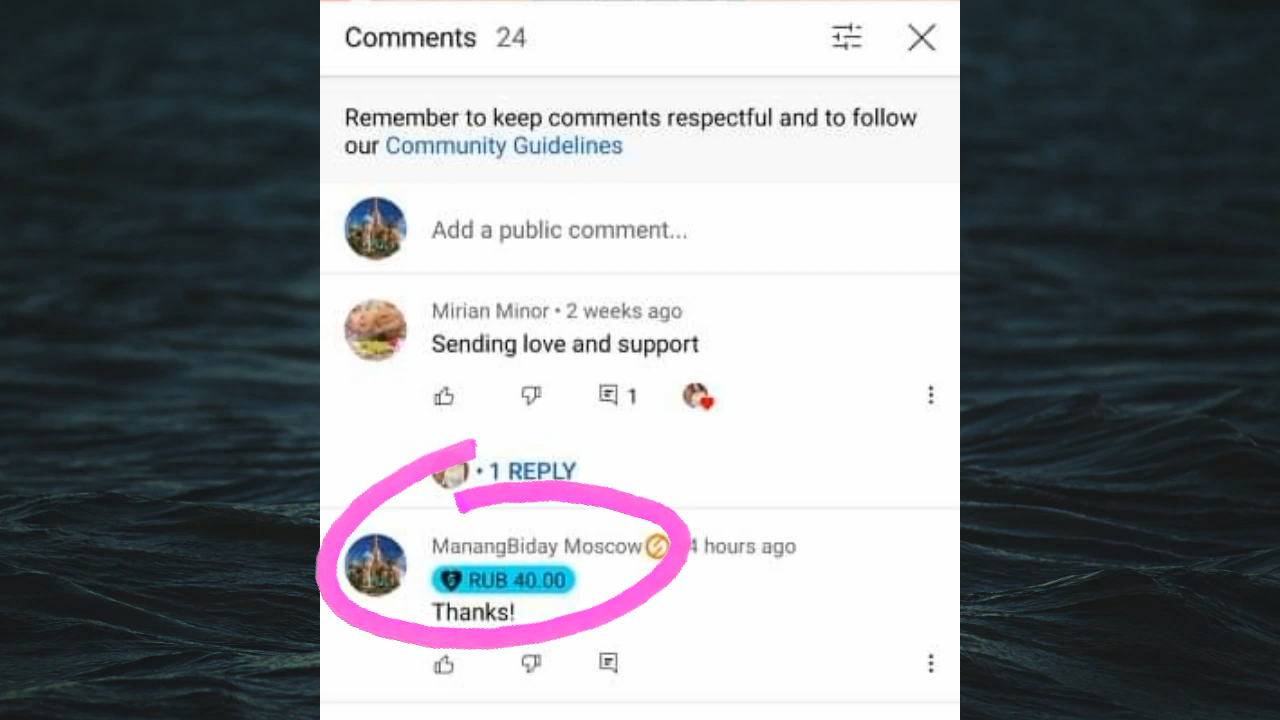 Comments 24
Remember to keep comments respectful and to follow
our Community Guidelines
Add a public comment...
Mirian Minor • 2 weeks ago
Sending love and support
1
• 1 REPLY
ManangBiday Moscow 4 hours ago
RUB 40.00
Thanks!